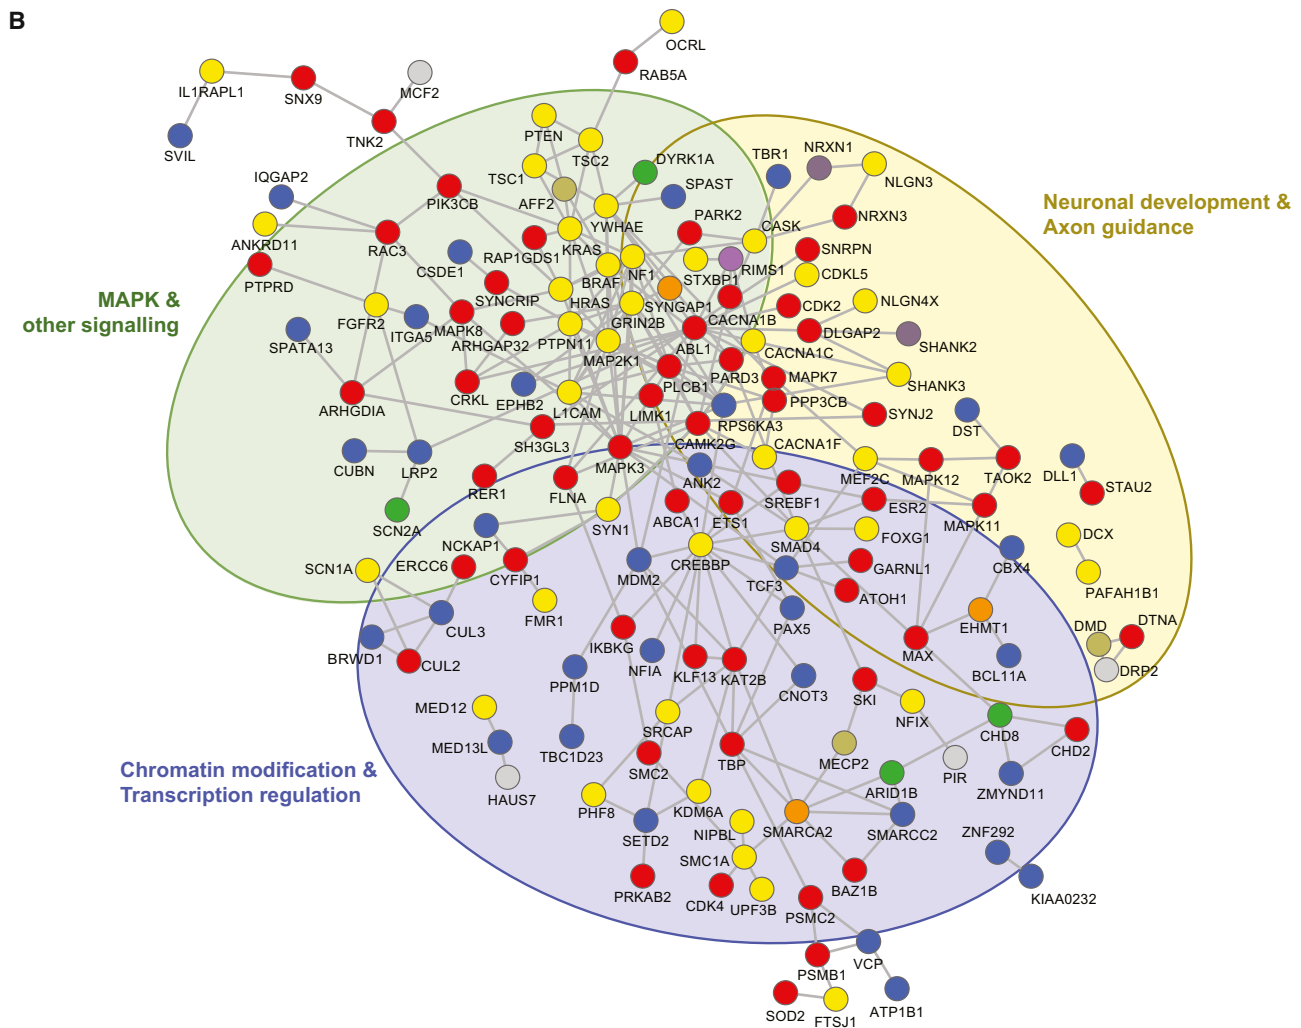 B
OCRL
RAB5A
IL1RAPL1
SNX9
MCF2
TNK2
SVIL
PTEN
TSC2
TSC1
DYRK1A
TBR1
NRXN1
NLGN3
IQGAP2
AFF2
SPAST
Neuronal development &
Axon guidance
PIK3CB
YWHAE
PARK2
CASK
NRXN3
ANKRD11
RAC3
KRAS
SNRPN
CSDE1
RAP1GDS1
NF1
STXBP1
RIMS1
PTPRD
BRAF
CDKL5
MAPK &
other signalling
SYNCRIP
HRAS
SYNGAP1
NLGN4X
FGFR2
ITGA5
MAPK8
GRIN2B
CACNA1B
CDK2
SPATA13
ARHGAP32
PTPN11
ABL1
DLGAP2
SHANK2
MAP2K1
CACNA1C
PARD3
MAPK7
SHANK3
ARHGDIA
CRKL
EPHB2
L1CAM
PLCB1
PPP3CB
LIMK1
RPS6KA3
SYNJ2
DST
SH3GL3
CAMK2G
CACNA1F
CUBN
LRP2
MAPK3
ANK2
MEF2C
MAPK12
TAOK2
DLL1
STAU2
RER1
FLNA
SREBF1
ESR2
SCN2A
ABCA1
ETS1
MAPK11
SYN1
FOXG1
DCX
NCKAP1
SMAD4
CBX4
SCN1A
ERCC6
CYFIP1
MDM2
CREBBP
TCF3
GARNL1
PAFAH1B1
FMR1
ATOH1
CUL3
PAX5
EHMT1
DMD
DTNA
BRWD1
CUL2
IKBKG
NFIA
MAX
BCL11A
DRP2
PPM1D
KLF13
KAT2B
CNOT3
SKI
MED12
NFIX
SRCAP
CHD8
MED13L
TBC1D23
CHD2
SMC2
TBP
MECP2
PIR
Chromatin modification &
Transcription regulation
HAUS7
ARID1B
ZMYND11
PHF8
KDM6A
SMARCA2
SMARCC2
NIPBL
ZNF292
SETD2
SMC1A
PRKAB2
CDK4
UPF3B
BAZ1B
KIAA0232
PSMC2
VCP
PSMB1
SOD2
FTSJ1
ATP1B1